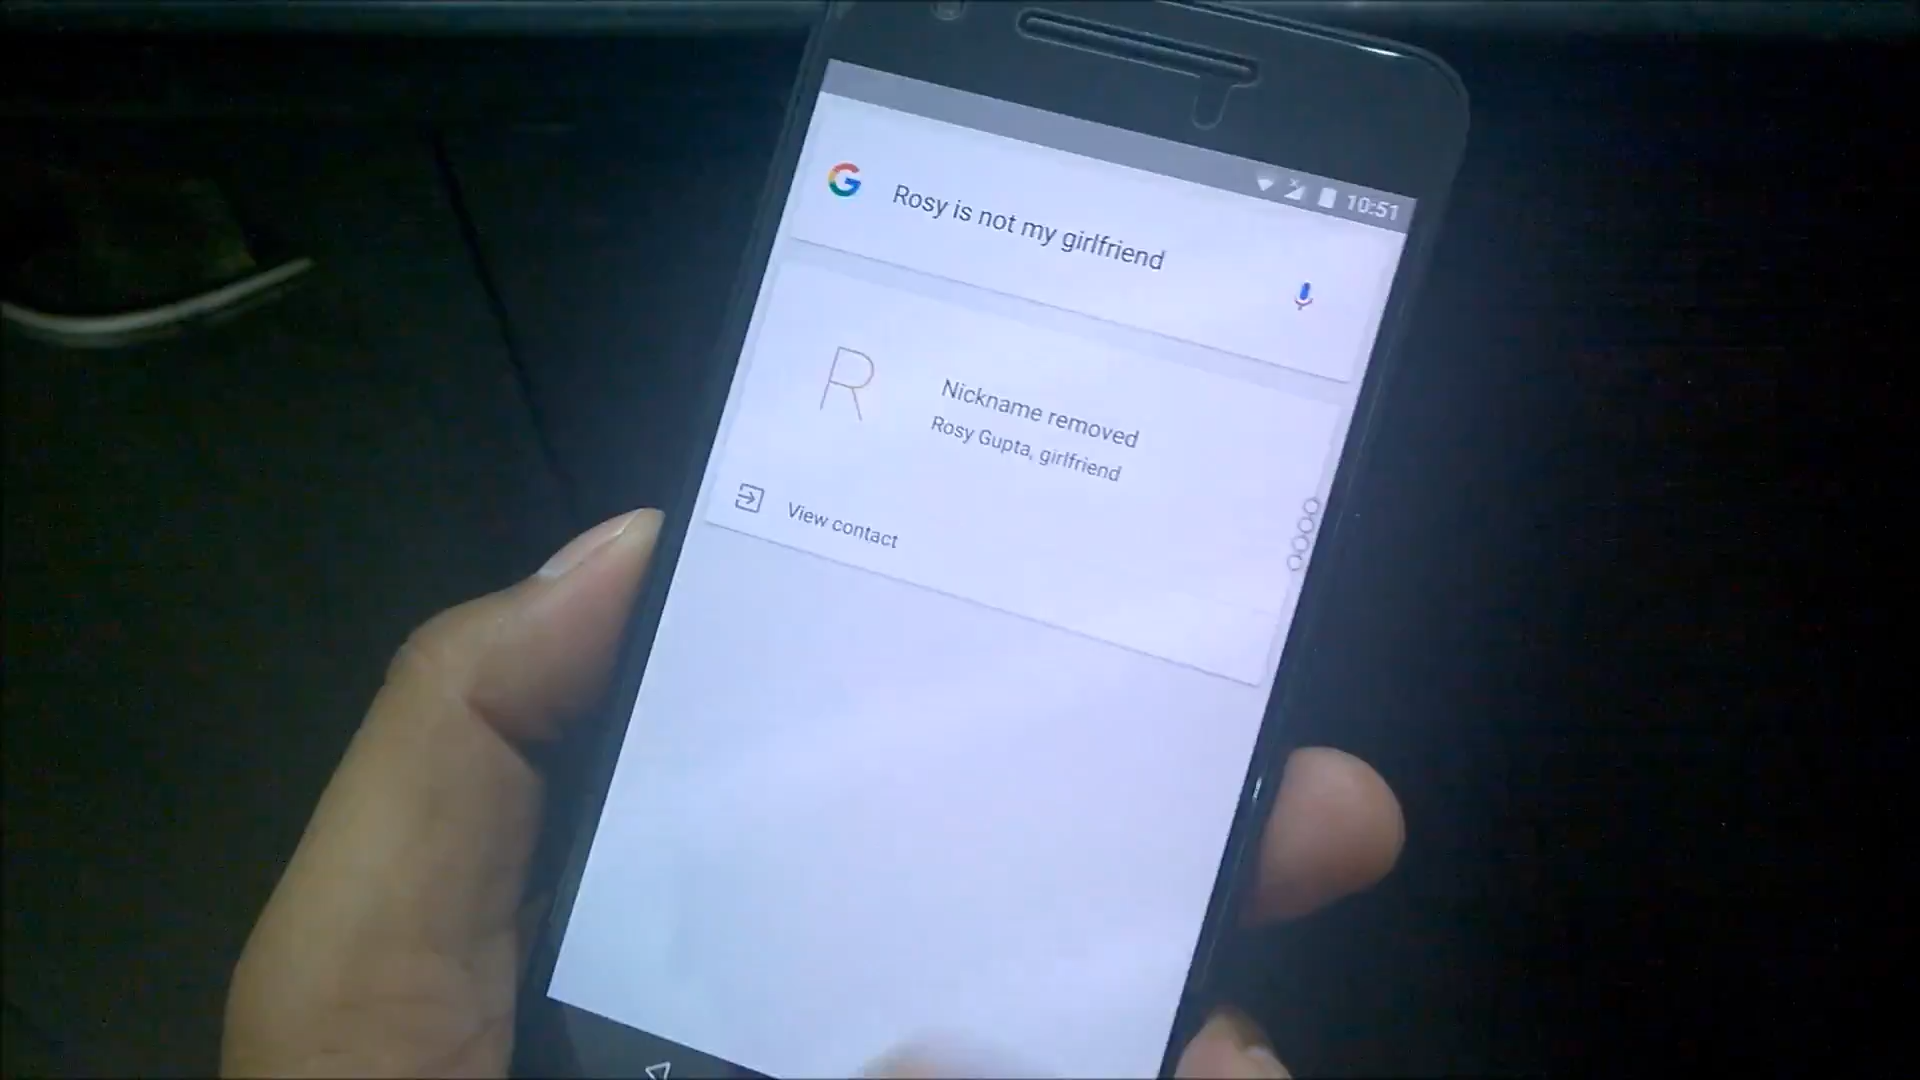 10:51
G Rosy is not my girlfriend
R
Nickname removed
Rosy Gupta, girlfriend
View contact